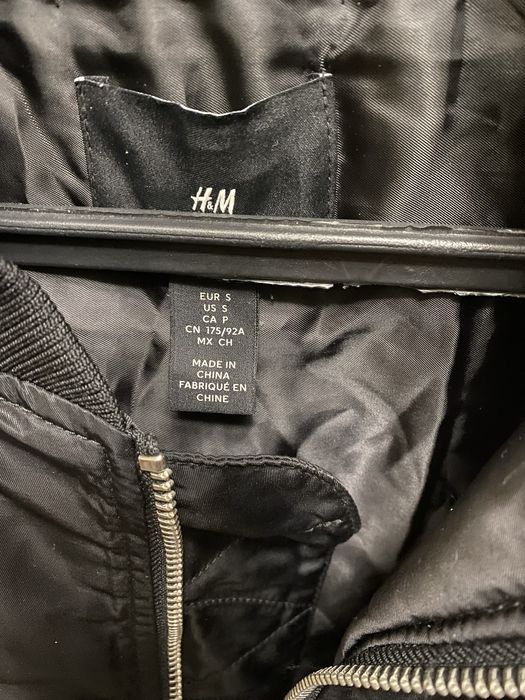 H&M
EUR S
US S
CA P
CN 175/92A
MX CH
MADE IN
CHINA
FABRIQUÉ EN
CHINE